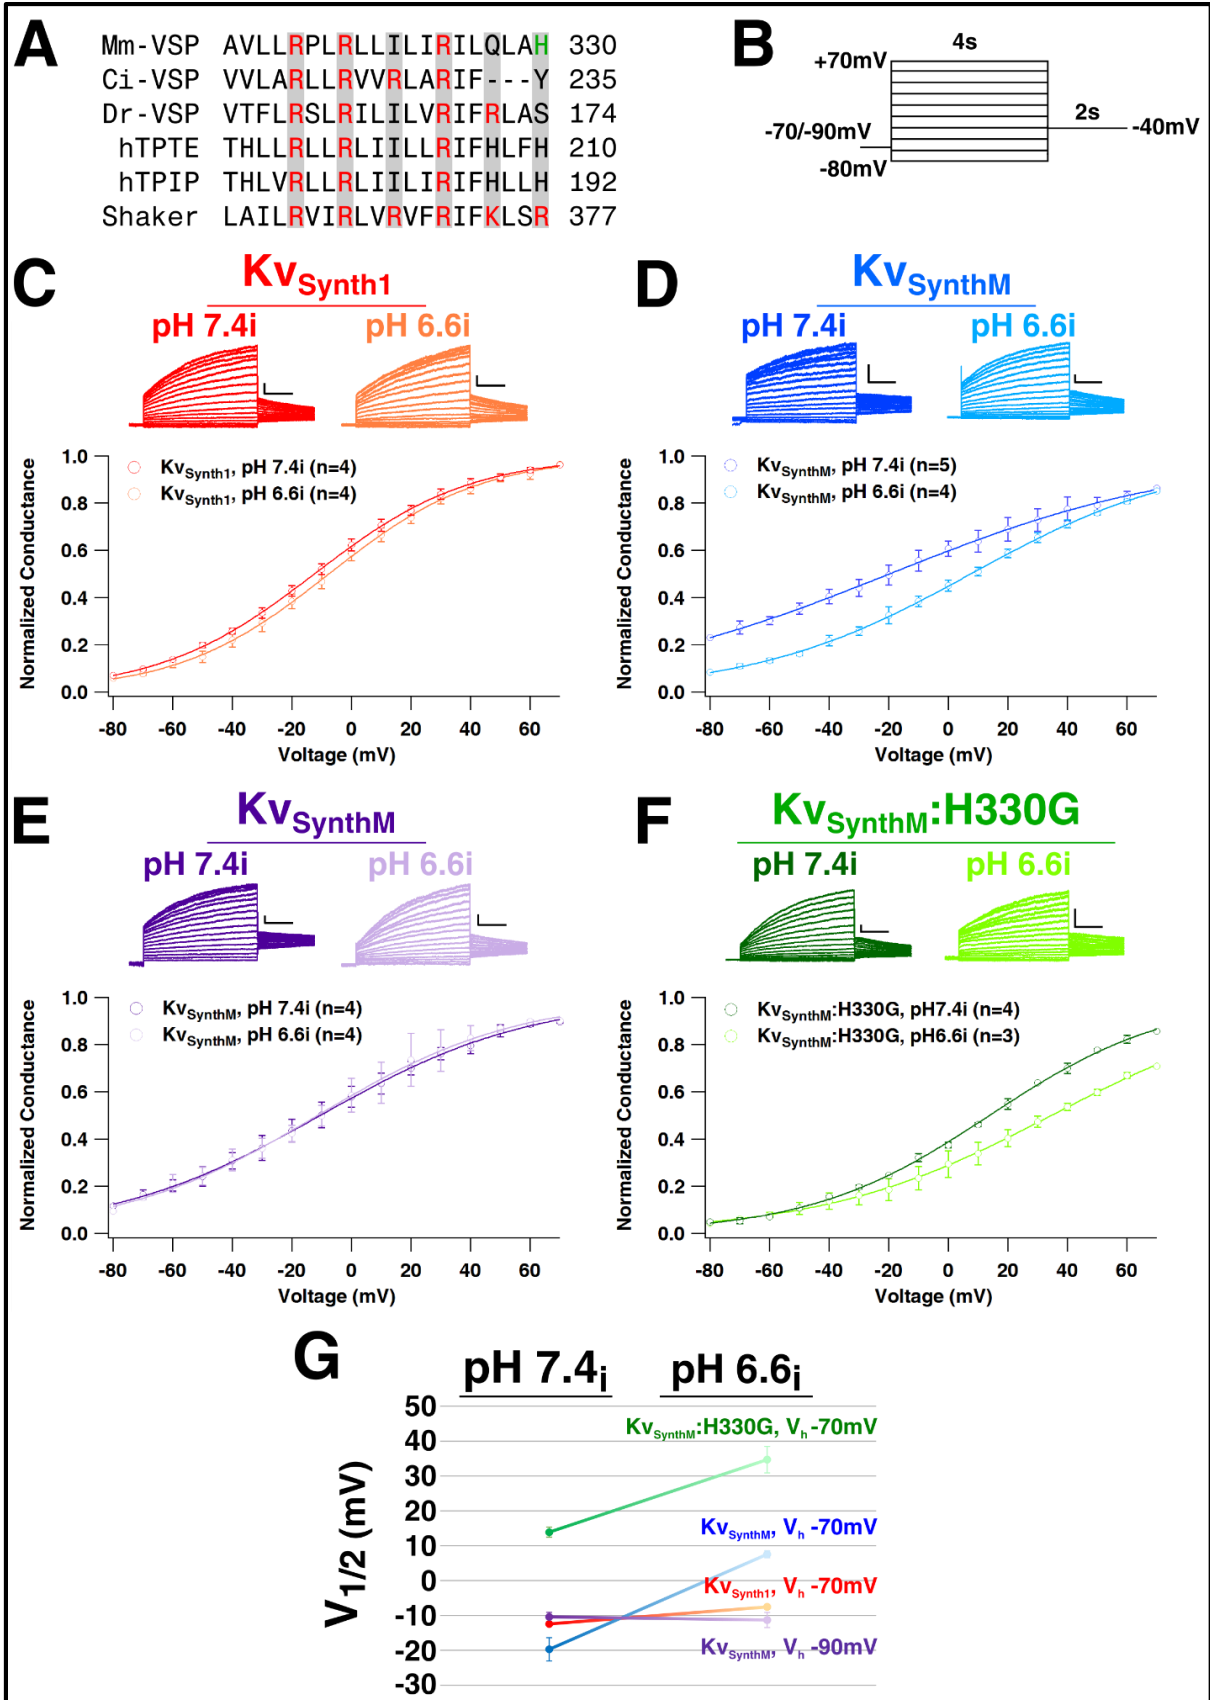 A
Mm-VSP AVLLRPLRLLILIRILQLAH 330
Ci-VSP VVLARLLRVVRLARIF---Y 235
Dr-VSP VTFLRSLRILILVRIFRLAS 174
hTPTE THLLRLLRLIILLRIFHLFH 210
hTPIP THLVRLLRLIILIRIFHLLH 192
Shaker LAILRVIRLVRVFRIFKLSR 377
B
4s
+70mV
2s
-70/-90mV
-40mV
-80mV
C
KvSynth1
pH 7.4i pH 6.6i
KvSynth1, pH 7.4i (n=4)
KvSynth1, pH 6.6i (n=4)
Normalized Conductance
1.0
0.8
0.6
0.4
0.2
0.0
-80 -60 -40 -20 0 20 40 60
Voltage (mV)
D
KvSynthM
pH 7.4i pH 6.6i
KvSynthM, pH 7.4i (n=5)
KvSynthM, pH 6.6i (n=4)
Normalized Conductance
1.0
0.8
0.6
0.4
0.2
0.0
-80 -60 -40 -20 0 20 40 60
Voltage (mV)
E
KvSynthM
pH 7.4i pH 6.6i
KvSynthM, pH 7.4i (n=4)
KvSynthM, pH 6.6i (n=4)
Normalized Conductance
1.0
0.8
0.6
0.4
0.2
0.0
-80 -60 -40 -20 0 20 40 60
Voltage (mV)
F
KvSynthM:H330G
pH 7.4i pH 6.6i
KvSynthM:H330G, pH7.4i (n=4)
KvSynthM:H330G, pH6.6i (n=3)
Normalized Conductance
1.0
0.8
0.6
0.4
0.2
0.0
-80 -60 -40 -20 0 20 40 60
Voltage (mV)
G
pH 7.4i pH 6.6i
V1/2 (mV)
50
40
30
20
10
0
-10
-20
-30
KvSynthM:H330G, Vh -70mV
KvSynthM, Vh -70mV
KvSynth1, Vh -70mV
KvSynthM, Vh -90mV